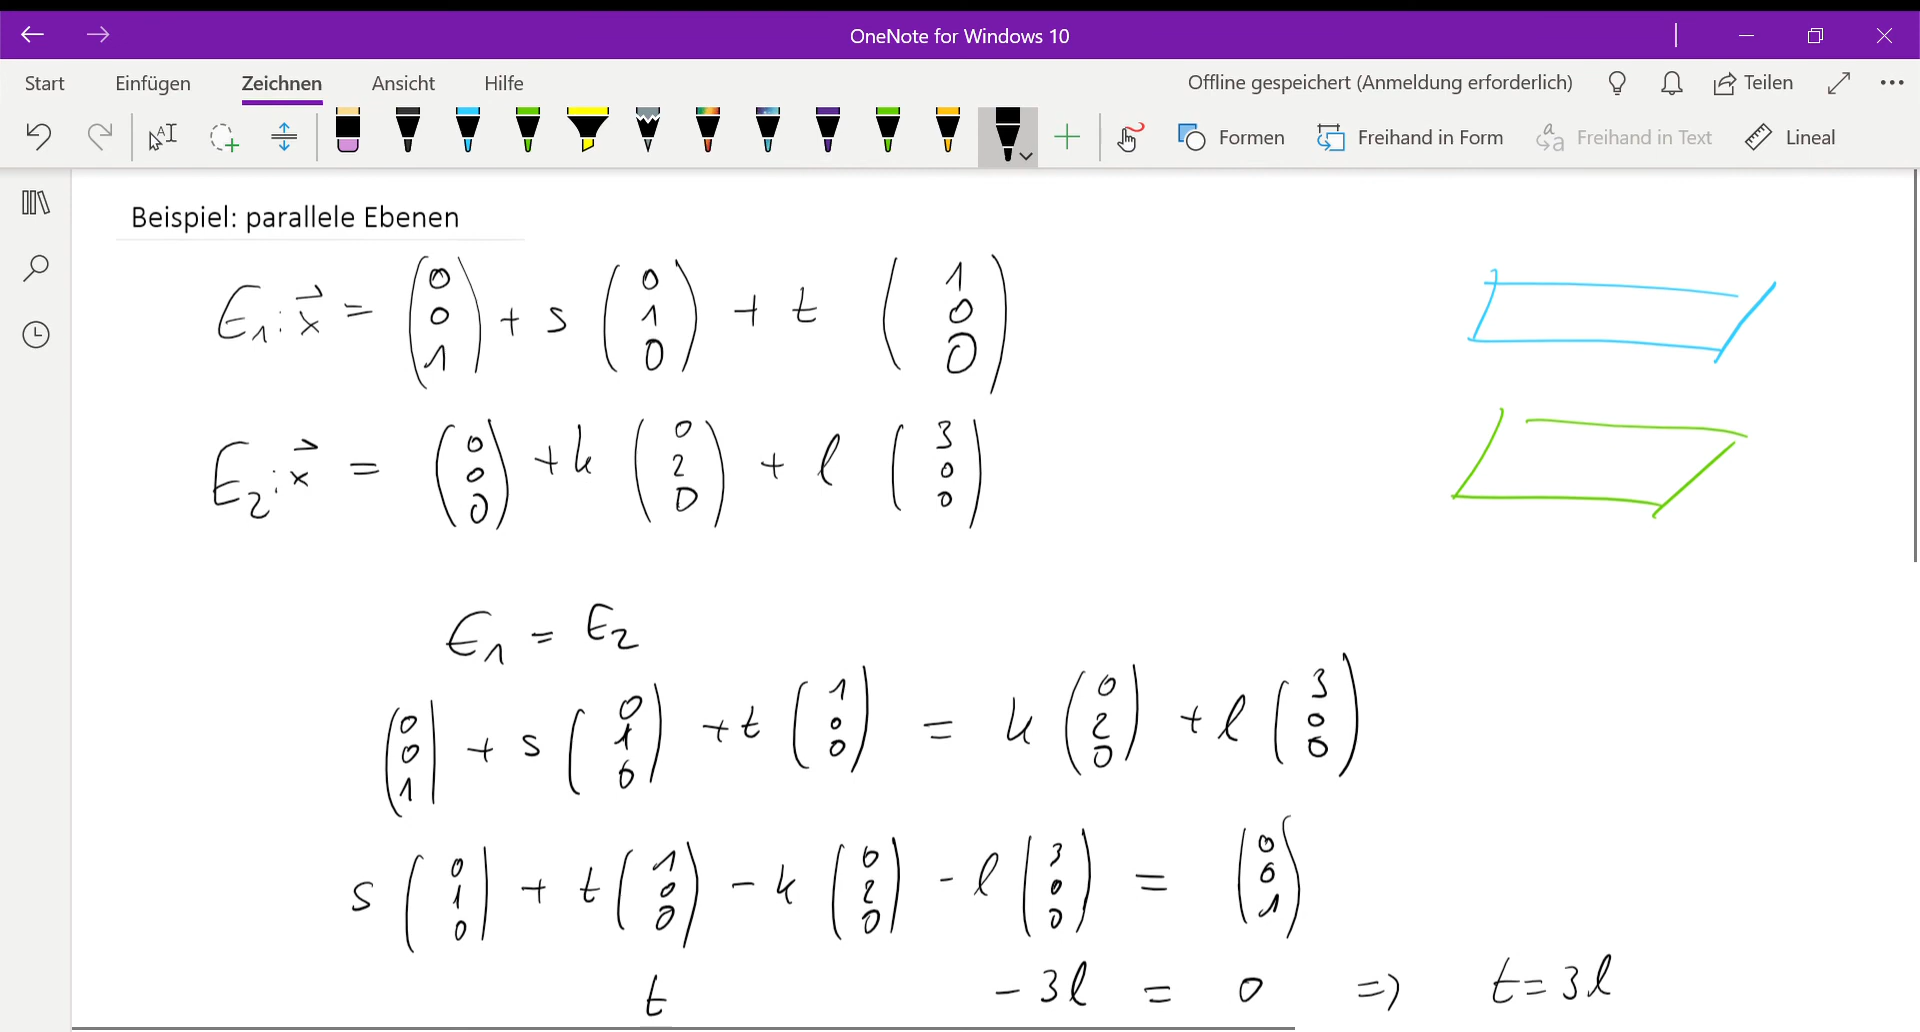 OneNote for Windows 10
Start Einfügen Zeichnen Ansicht Hilfe Offline gespeichert (Anmeldung erforderlich) Teilen
Formen Freihand in Form Freihand in Text Lineal
Beispiel: parallele Ebenen
E₁: x⃗ = (0 0 1) + s (0 1 0) + t (1 0 0)
E₂: x⃗ = (0 0 0) + k (0 2 0) + l (3 0 0)
E₁ = E₂
(0 0 1) + s (0 1 0) + t (1 0 0) = k (0 2 0) + l (3 0 0)
s (0 1 0) + t (1 0 0) - k (0 2 0) - l (3 0 0) = (0 0 1)
t - 3l = 0 => t = 3l